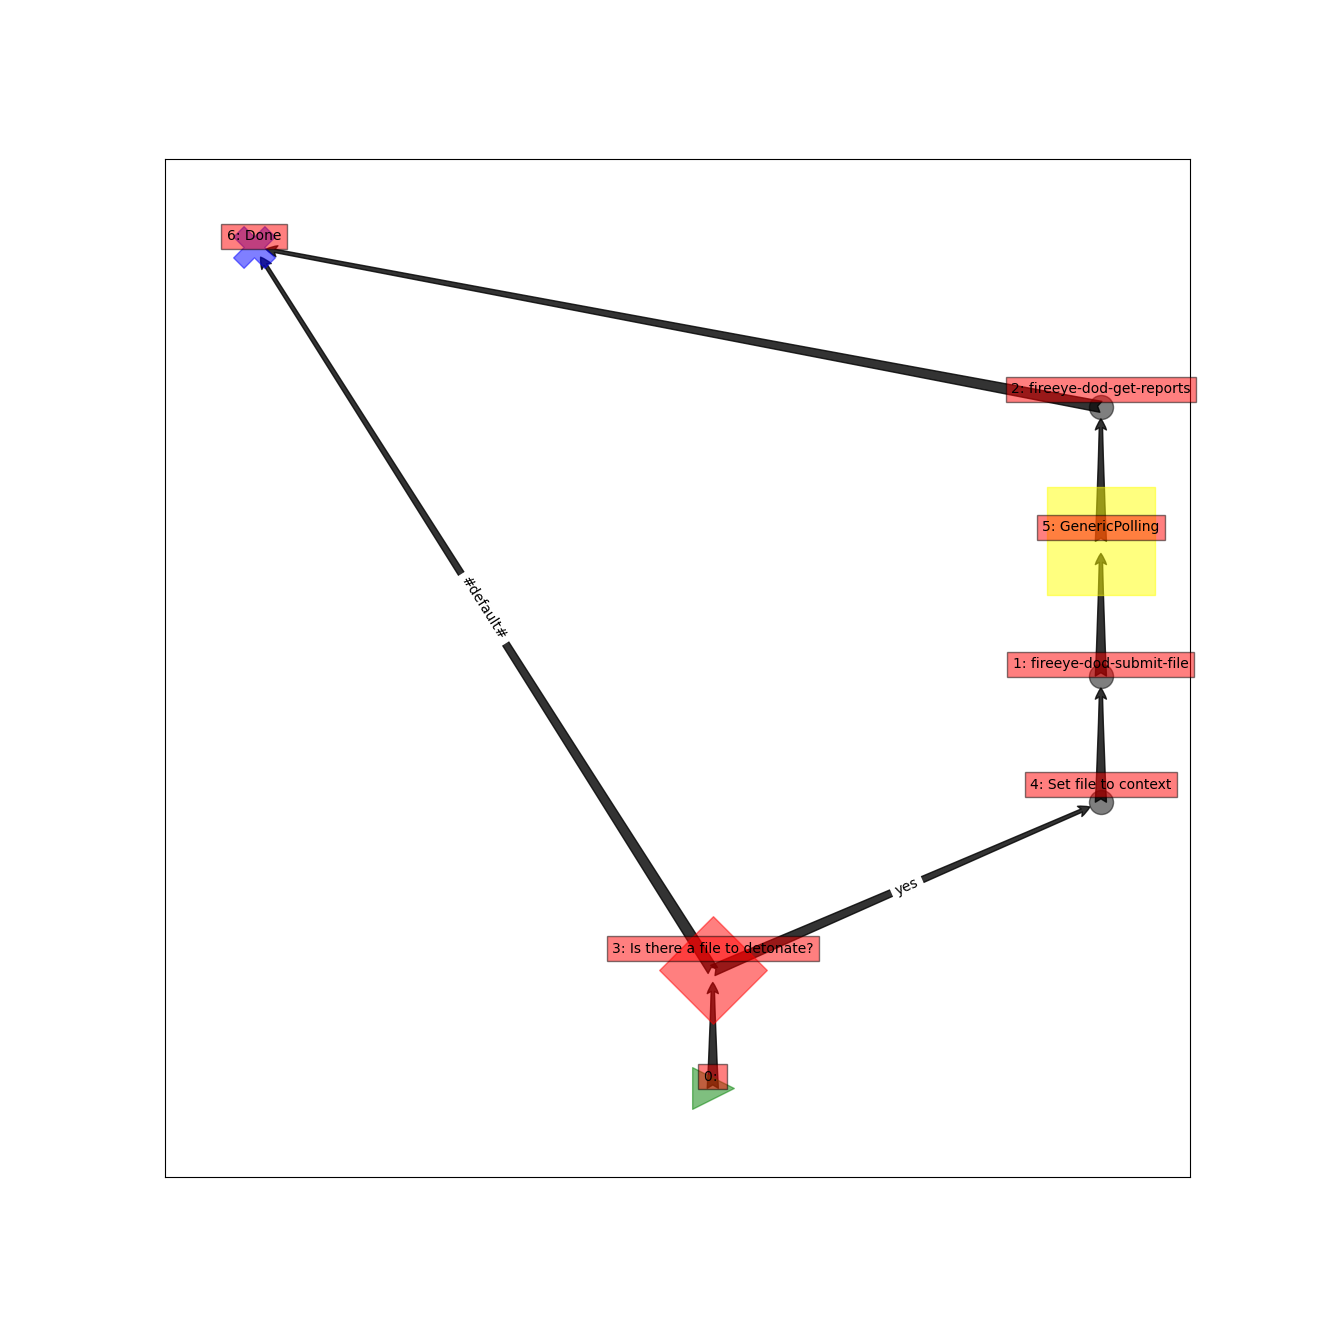 6: Done
2: fireeye-dod-get-reports
5: GenericPolling
#default#
1: fireeye-dod-submit-file
4: Set file to context
yes
3: Is there a file to detonate?
0: